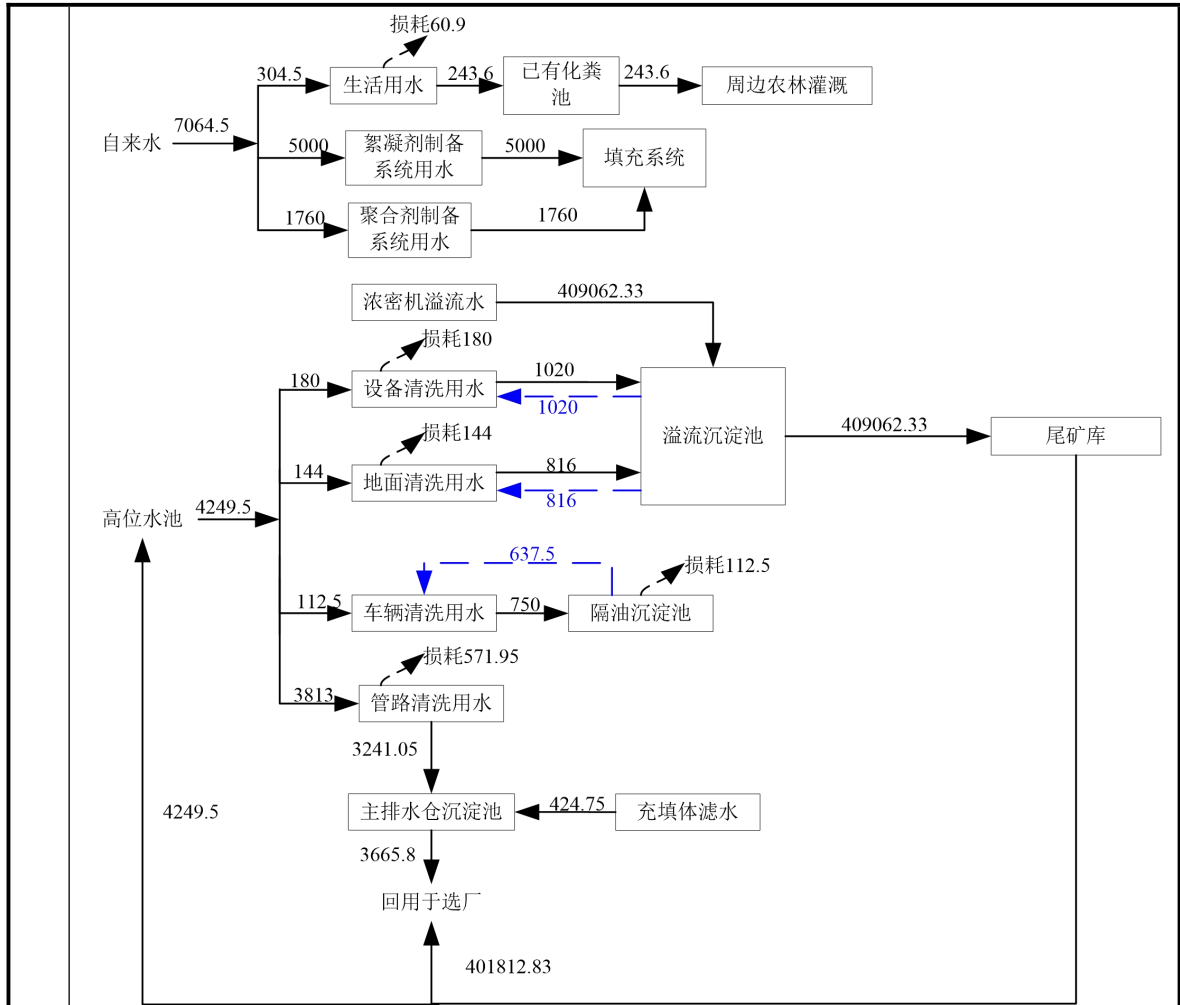 损耗60.9
304.5
生活用水
243.6
已有化粪
池
243.6
周边农林灌溉
自来水
7064.5
5000
絮凝剂制备
系统用水
5000
填充系统
1760
聚合剂制备
系统用水
1760
浓密机溢流水
409062.33
损耗180
180
设备清洗用水
1020
1020
溢流沉淀池
409062.33
尾矿库
损耗144
144
地面清洗用水
816
816
高位水池
4249.5
637.5
损耗112.5
112.5
车辆清洗用水
750
隔油沉淀池
损耗571.95
3813
管路清洗用水
3241.05
4249.5
主排水仓沉淀池
424.75
充填体滤水
3665.8
回用于选厂
401812.83